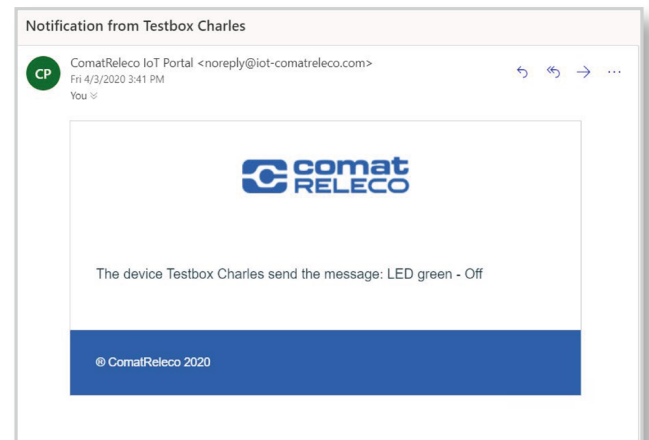 Notification from Testbox Charles
CP
ComatReleco IoT Portal <noreply@iot-comatreleco.com>
Fri 4/3/2020 3:41 PM
You
comat
RELECO
The device Testbox Charles send the message: LED green - Off
® ComatReleco 2020